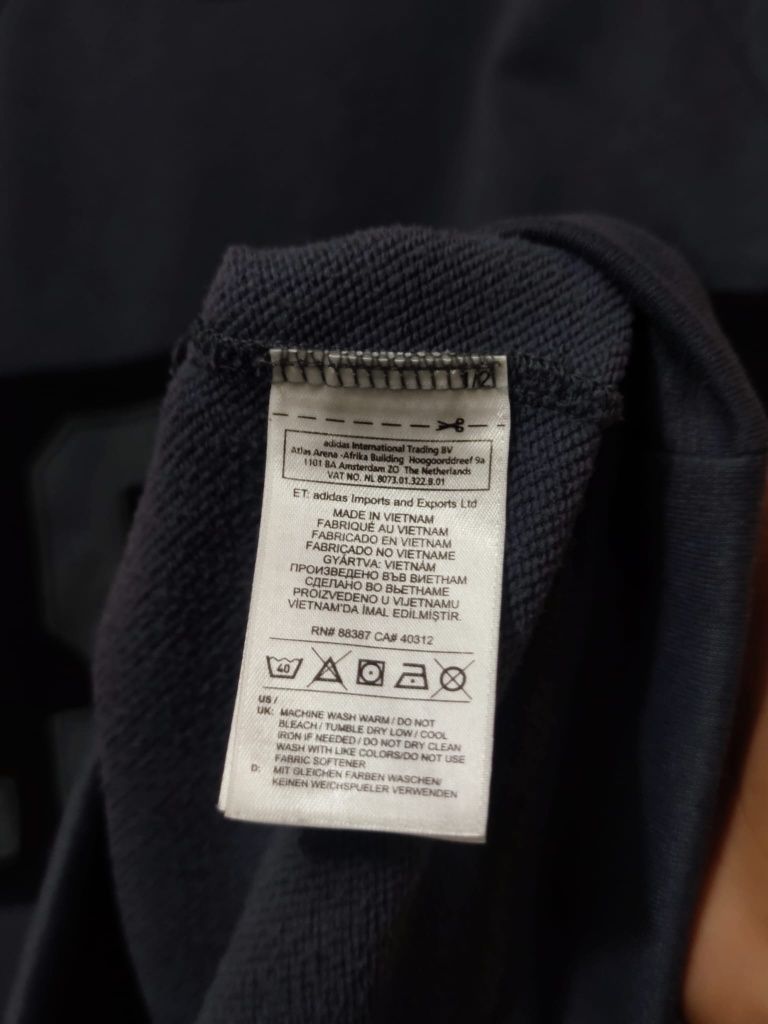 1/2
adidas International Trading BV
Atlas Arena -Afrika Building Hoogoorddreef 9a
1101 BA Amsterdam ZO The Netherlands
VAT NO. NL 8073.01.322.B.01
ET: adidas Imports and Exports Ltd
MADE IN VIETNAM
FABRIQUÉ AU VIETNAM
FABRICADO EN VIETNAM
FABRICADO NO VIETNAME
GYÁRTVA: VIETNÁM
ПРОИЗВЕДЕНО ВЪВ ВИЕТНАМ
СДЕЛАНО ВО ВЬЕТНАМЕ
PROIZVEDENO U VIJETNAMU
VİETNAM'DA İMAL EDİLMİŞTİR.
RN# 88387 CA# 40312
40
US /
UK: MACHINE WASH WARM / DO NOT
BLEACH / TUMBLE DRY LOW / COOL
IRON IF NEEDED / DO NOT DRY CLEAN
WASH WITH LIKE COLORS/DO NOT USE
FABRIC SOFTENER
D: MIT GLEICHEN FARBEN WASCHEN/
KEINEN WEICHSPUELER VERWENDEN